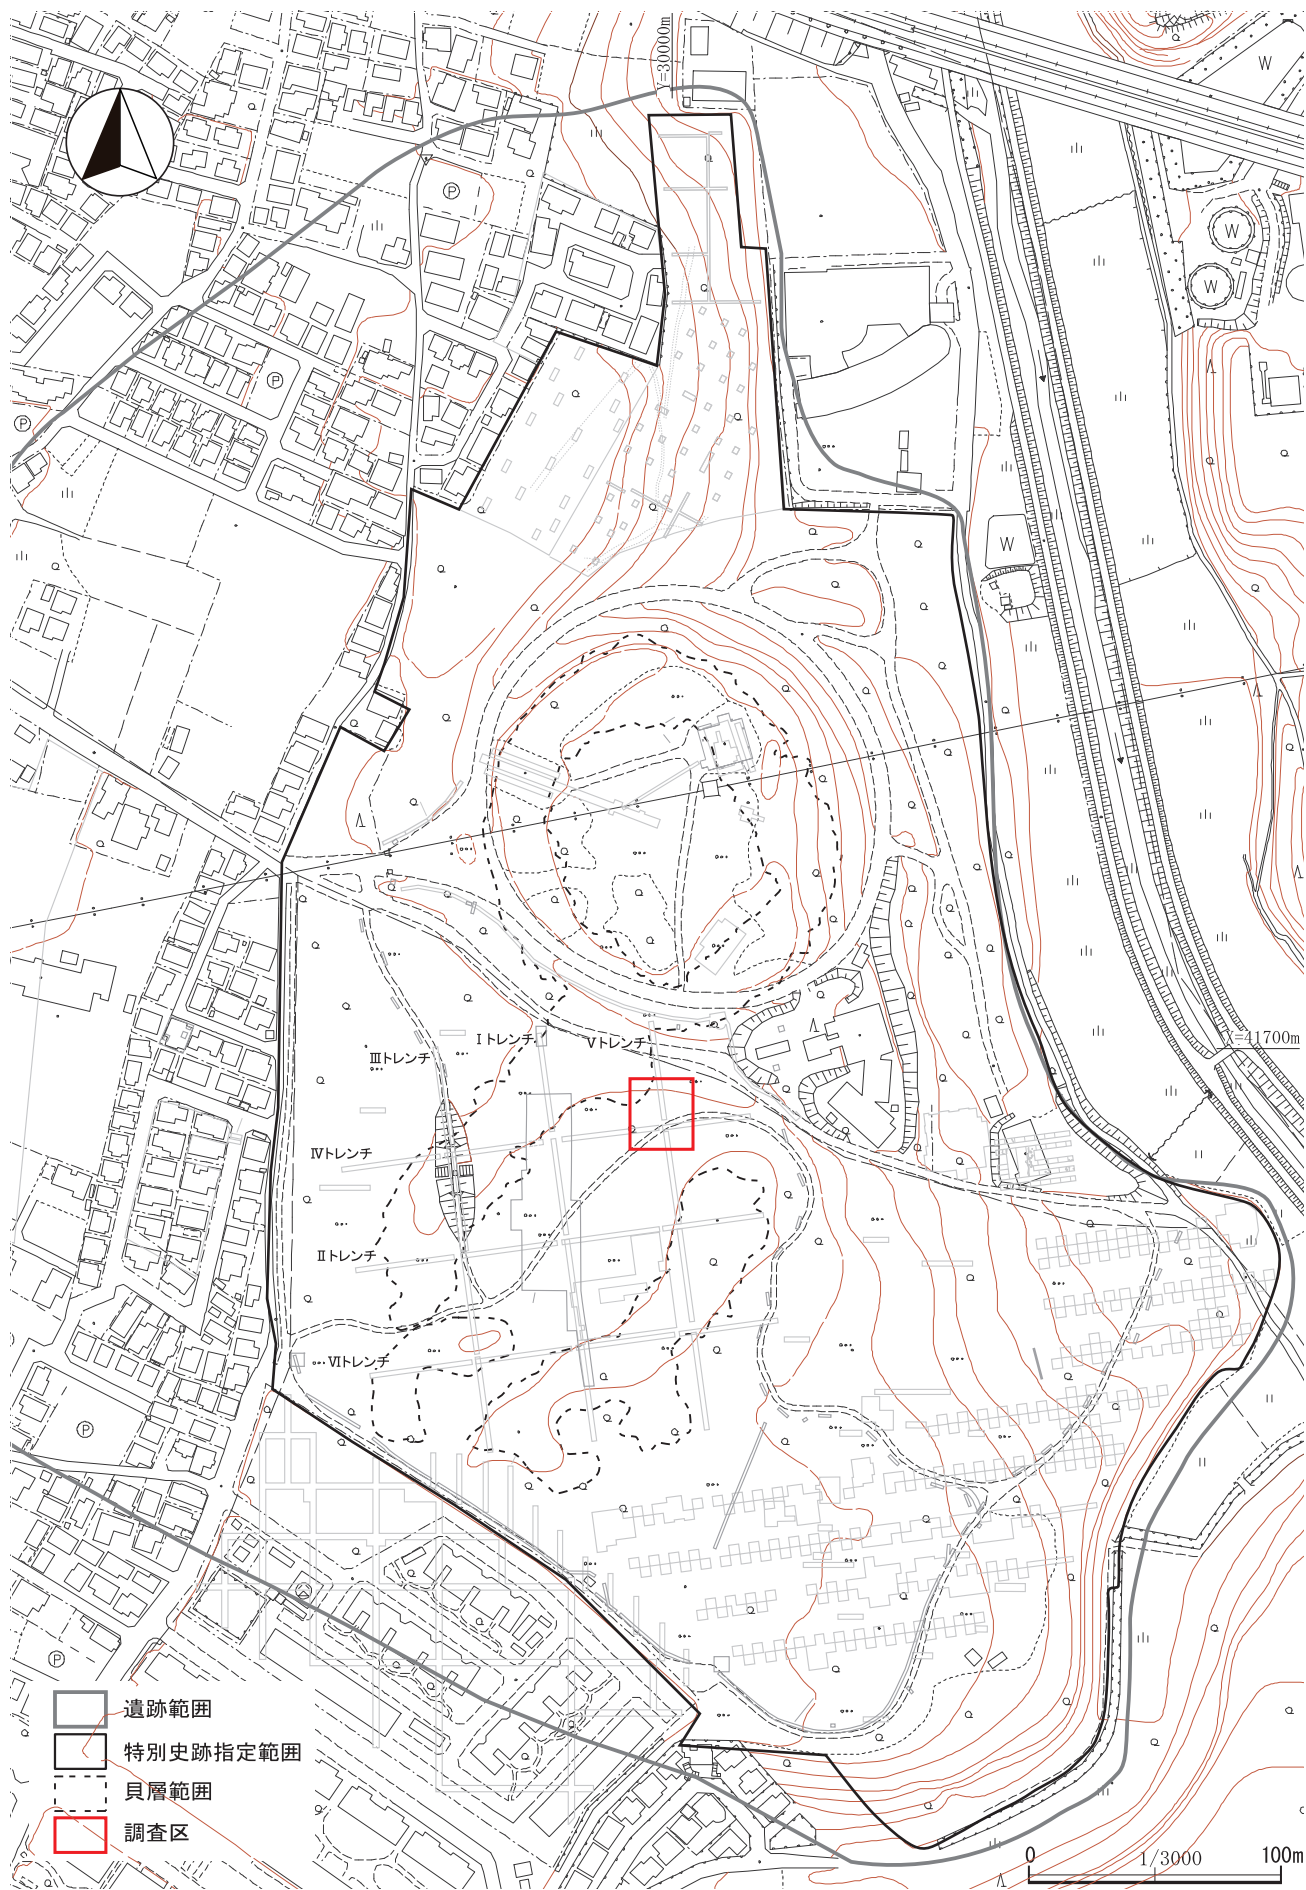 Y=30000m
W
P
W
W
P
P
W
X=41700m
Ⅰトレンチ
Ⅴトレンチ
Ⅲトレンチ
Ⅳトレンチ
Ⅱトレンチ
Ⅵトレンチ
P
P
遺跡範囲
特別史跡指定範囲
貝層範囲
調査区
0 1/3000 100m